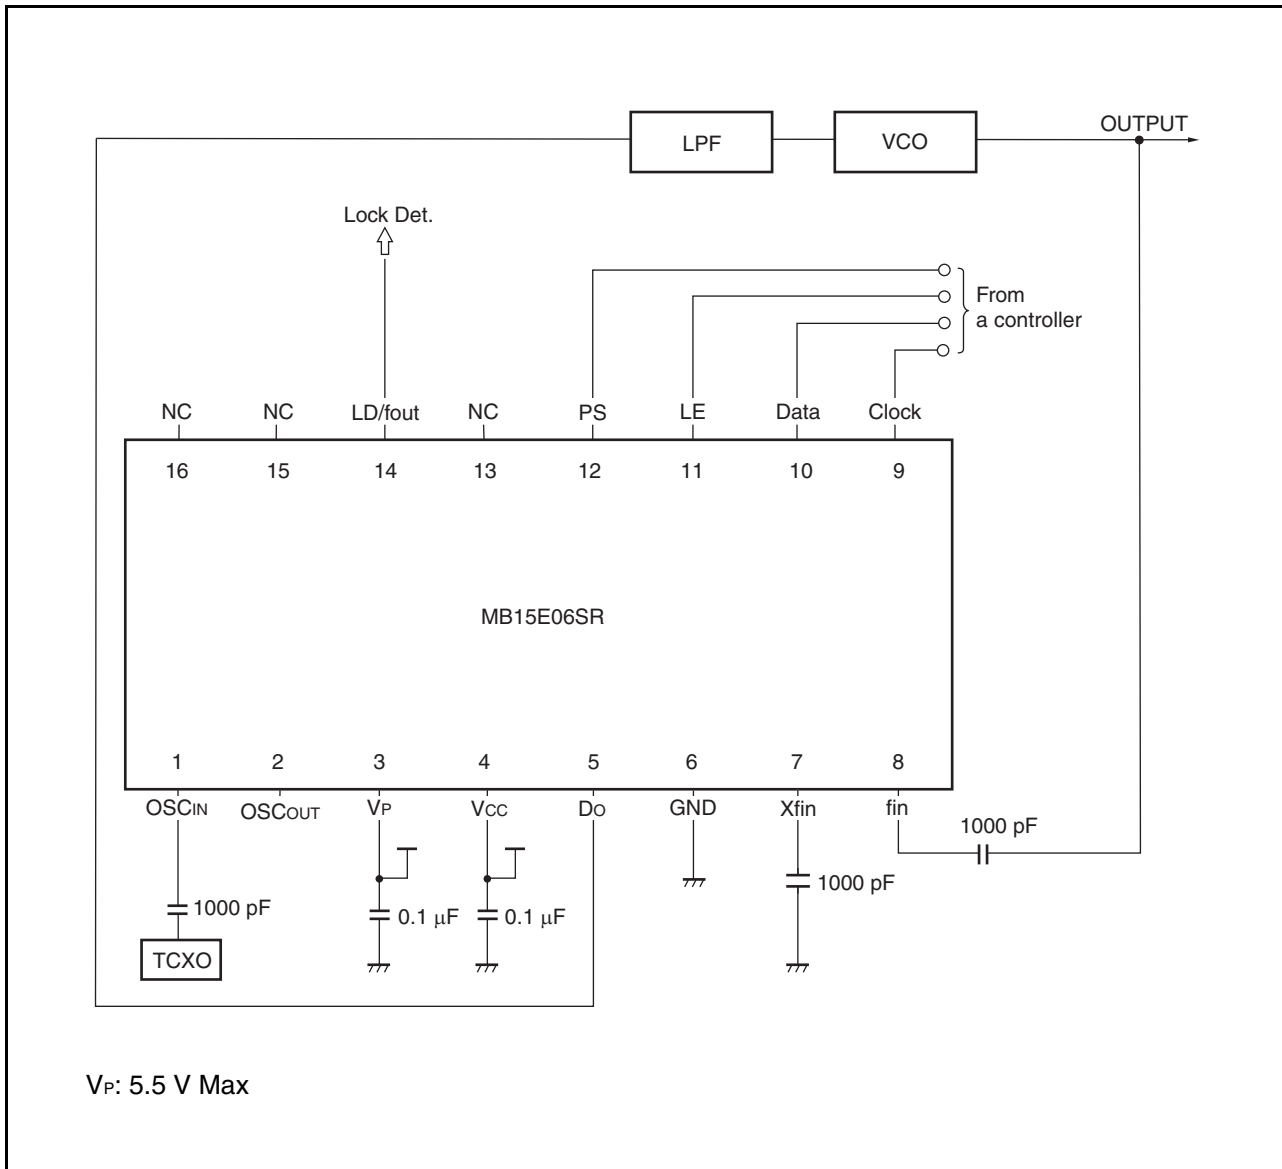 LPF
VCO
OUTPUT
Lock Det.
From
a controller
NC
NC
LD/fout
NC
PS
LE
Data
Clock
16
15
14
13
12
11
10
9
MB15E06SR
1
2
3
4
5
6
7
8
OSCIN
OSCOUT
VP
VCC
DO
GND
Xfin
fin
1000 pF
1000 pF
1000 pF
0.1 μF
0.1 μF
TCXO
VP: 5.5 V Max